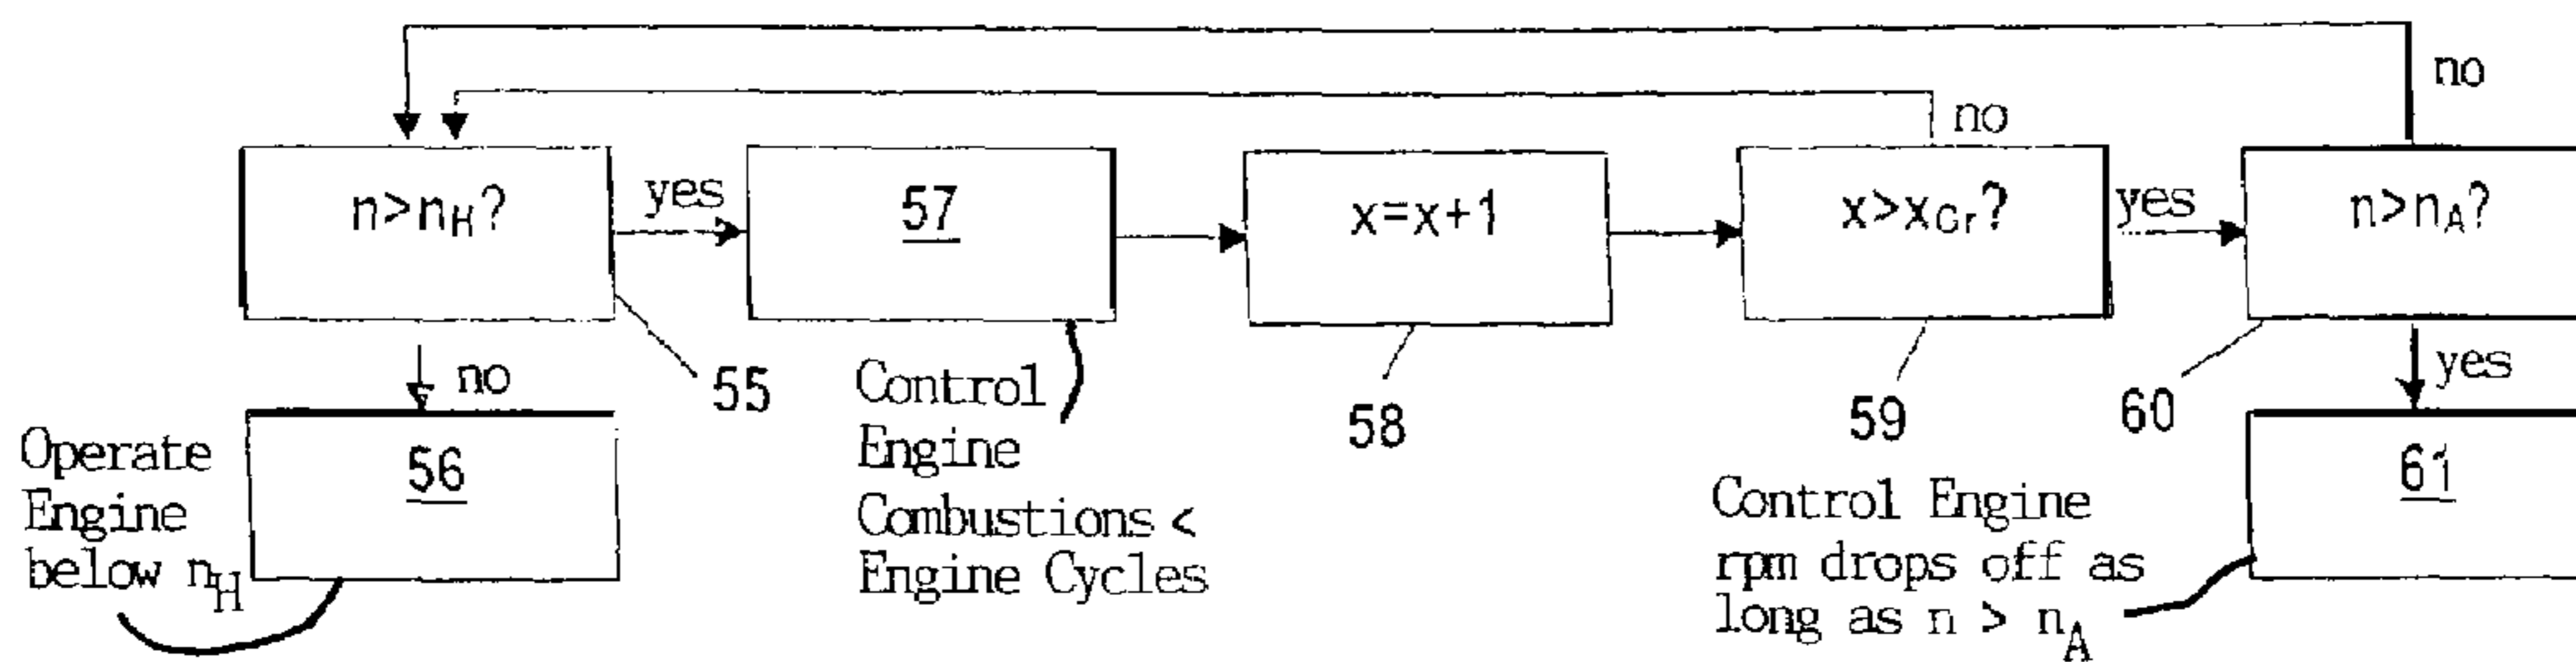 no
no
n>nH?
yes
57
x=x+1
x>xGr?
yes
n>nA?
no
55
Control
Engine
Combustions <
Engine Cycles
58
59
60
yes
Operate
Engine
below nH
56
Control Engine
rpm drops off as
long as n > nA
61